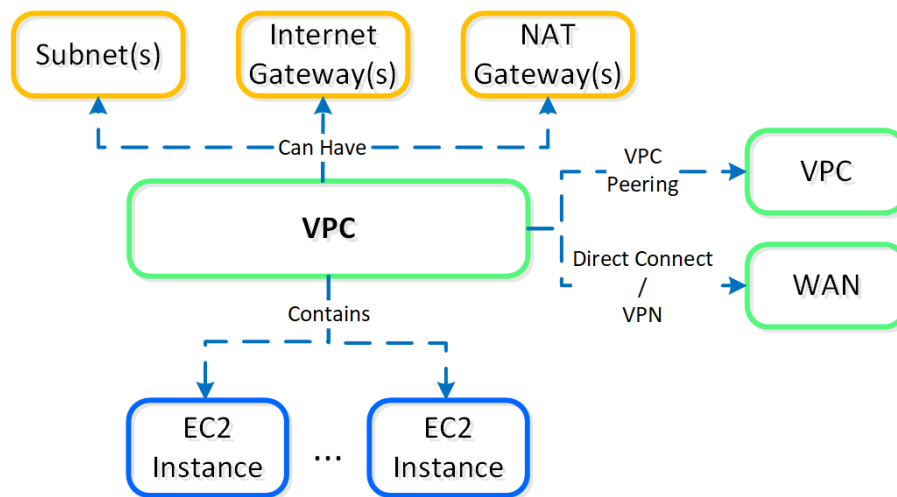 Subnet(s)
Internet
Gateway(s)
NAT
Gateway(s)
Can Have
VPC
Peering
VPC
VPC
Direct Connect
/
VPN
WAN
Contains
EC2
Instance
...
EC2
Instance